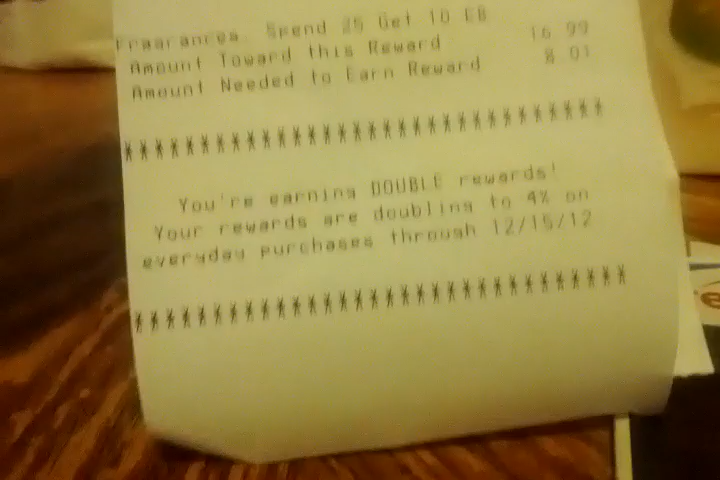 Fragrances Spend 25 Get 10 EB
Amount Toward this Reward 16.99
Amount Needed to Earn Reward 8.01
*******************************
You're earning DOUBLE rewards!
Your rewards are doubling to 4% on
everyday purchases through 12/15/12
********************************